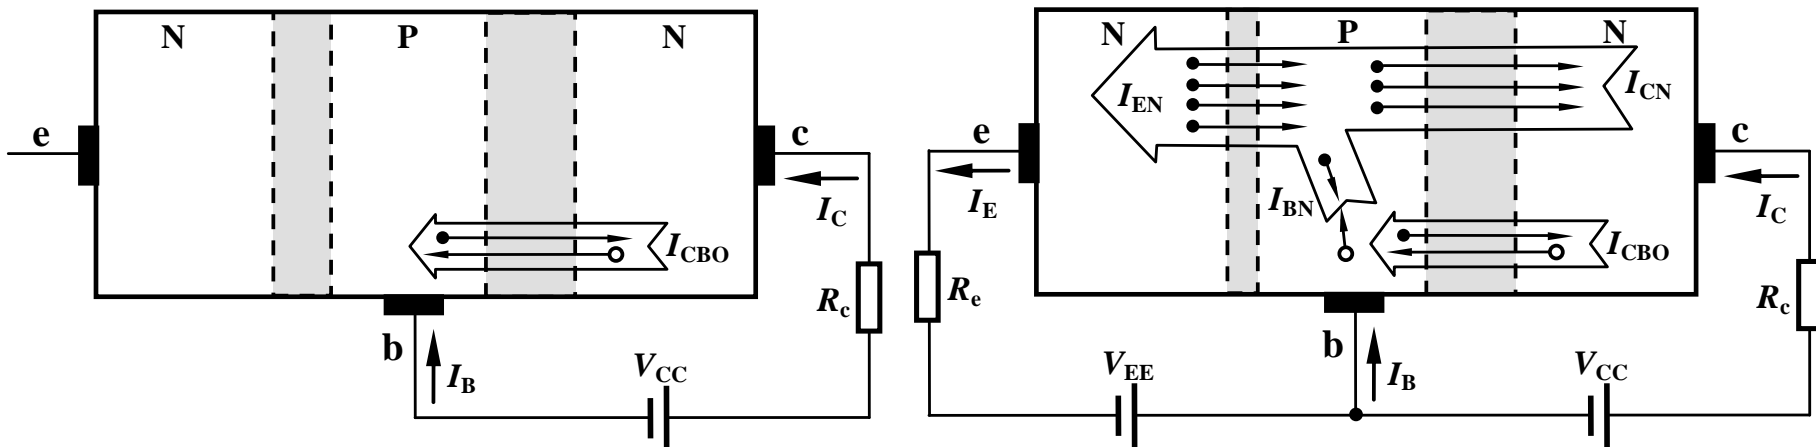 N P N
e
c
I_C
I_CBO
R_c
b
I_B
V_CC
N P N
I_EN
I_CN
e
c
I_E
I_BN
I_C
I_CBO
R_e
R_c
b
V_EE
I_B
V_CC